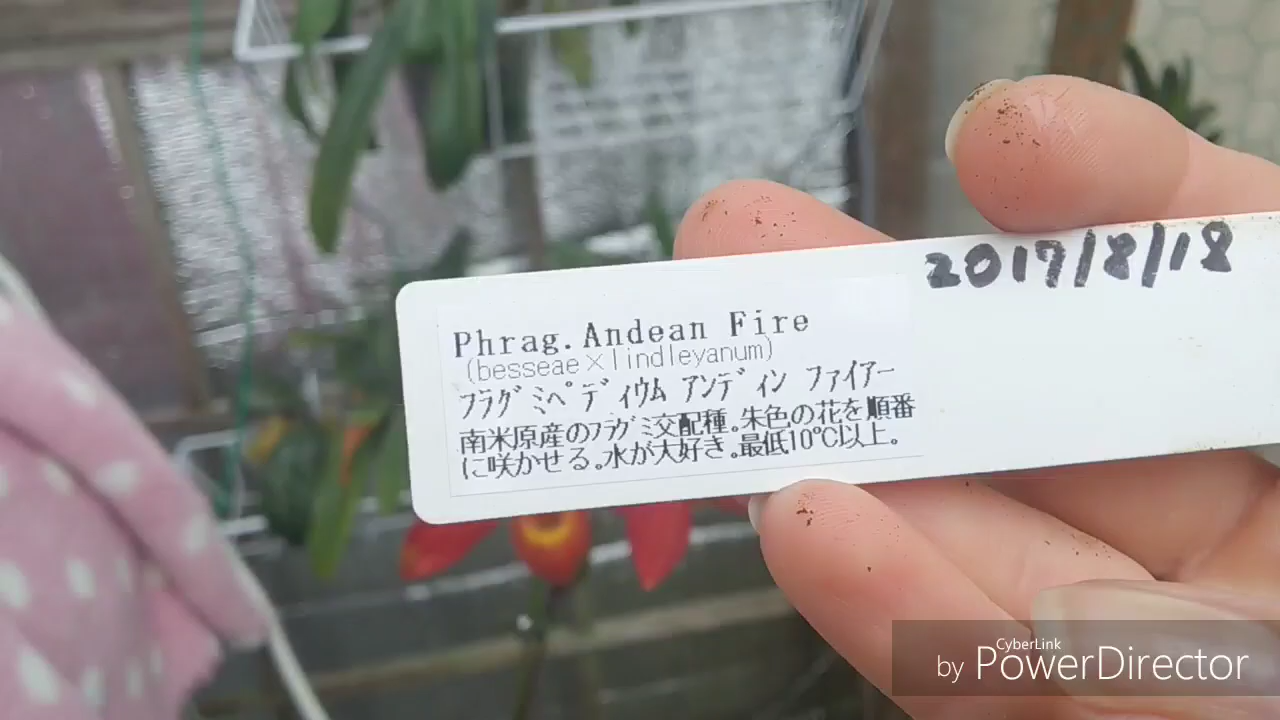 2017/8/18
Phrag. Andean Fire
(besseae×lindleyanum)
フラグミペディウム アンディン ファイアー
南米原産のフラグミ交配種。朱色の花を順番
に咲かせる。水が大好き。最低10℃以上。
CyberLink
by PowerDirector